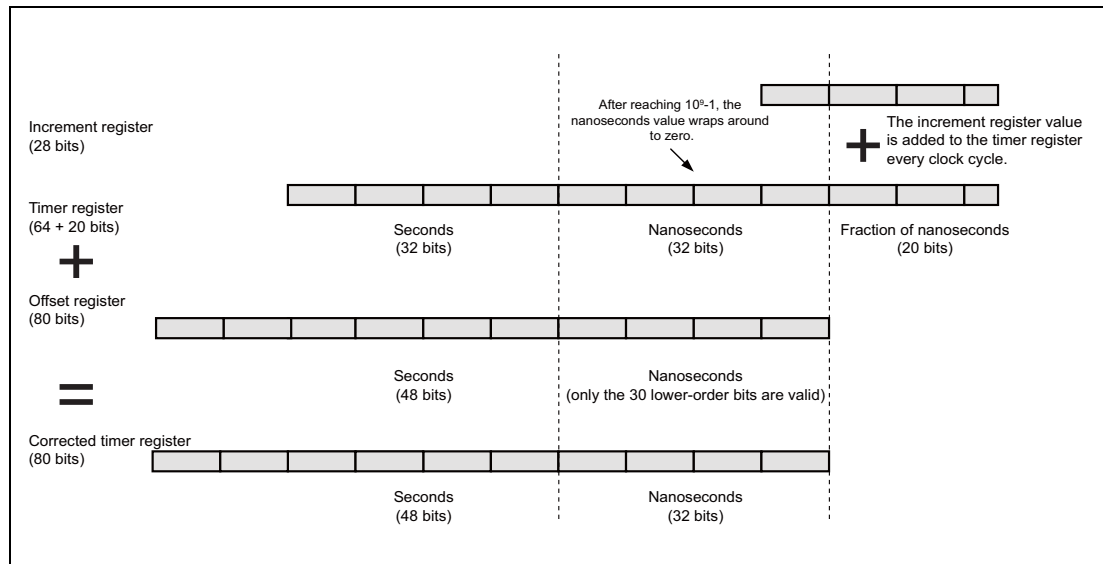 After reaching 10⁹-1, the
nanoseconds value wraps around
to zero.
Increment register
(28 bits)
+
The increment register value
is added to the timer register
every clock cycle.
Timer register
(64 + 20 bits)
Seconds
(32 bits)
Nanoseconds
(32 bits)
Fraction of nanoseconds
(20 bits)
+
Offset register
(80 bits)
Seconds
(48 bits)
Nanoseconds
(only the 30 lower-order bits are valid)
=
Corrected timer register
(80 bits)
Seconds
(48 bits)
Nanoseconds
(32 bits)